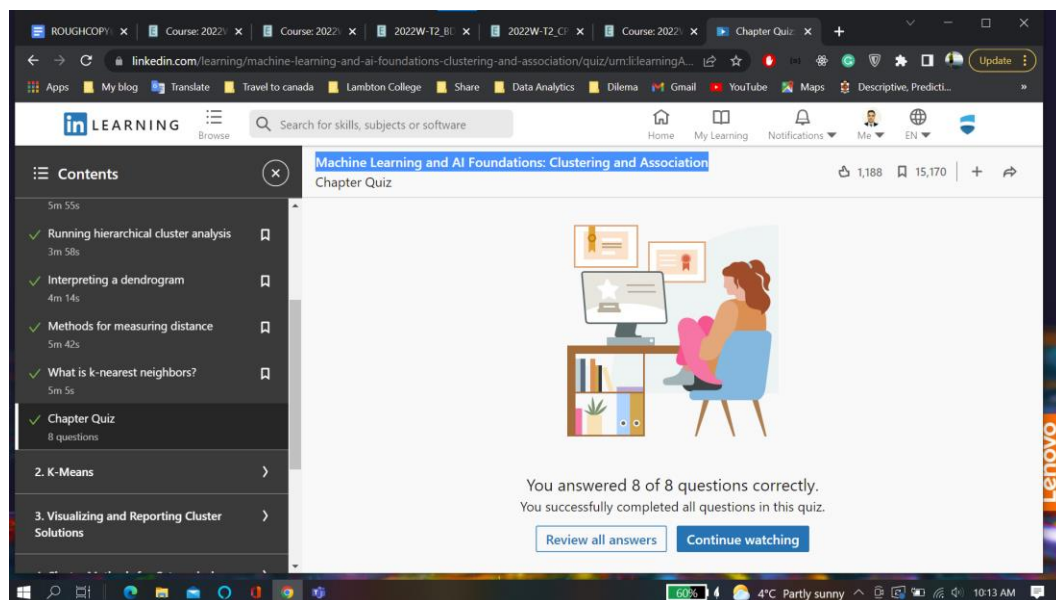 ROUGHCOPY
Course: 2022V
Course: 2022V
2022W-T2_BD
2022W-T2_CP
Course: 2022V
Chapter Quiz
linkedin.com/learning/machine-learning-and-ai-foundations-clustering-and-association/quiz/urn:li:learningA...
Update
Apps
My blog
Translate
Travel to canada
Lambton College
Share
Data Analytics
Dilema
Gmail
YouTube
Maps
Descriptive, Predicti...
»
in LEARNING
Browse
Search for skills, subjects or software
Home
My Learning
Notifications
Me
EN
Contents
Machine Learning and AI Foundations: Clustering and Association
Chapter Quiz
1,188
15,170
5m 55s
Running hierarchical cluster analysis
3m 58s
Interpreting a dendrogram
4m 14s
Methods for measuring distance
5m 42s
What is k-nearest neighbors?
5m 5s
Chapter Quiz
8 questions
2. K-Means
3. Visualizing and Reporting Cluster
Solutions
You answered 8 of 8 questions correctly.
You successfully completed all questions in this quiz.
Review all answers
Continue watching
Lenovo
60%
4°C Partly sunny
10:13 AM